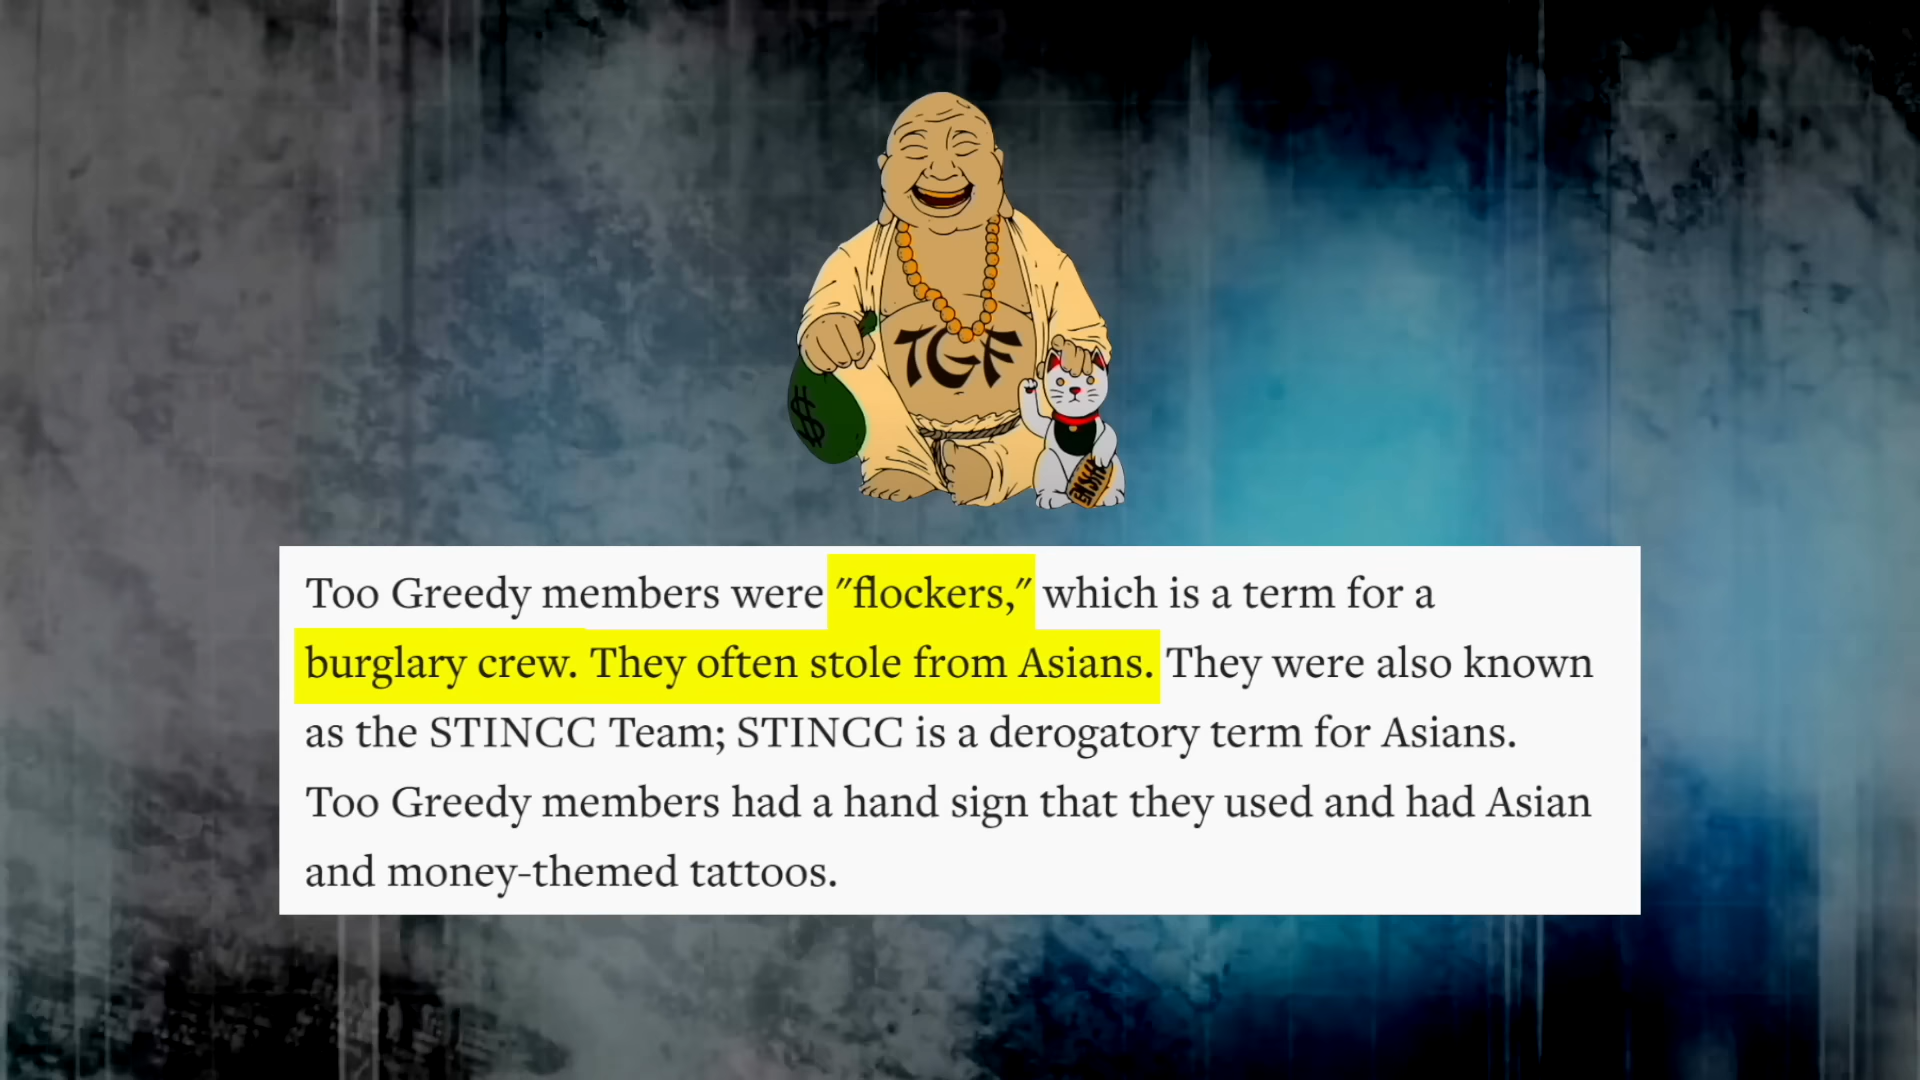 TGF
$
CASH
Too Greedy members were "flockers," which is a term for a
burglary crew. They often stole from Asians. They were also known
as the STINCC Team; STINCC is a derogatory term for Asians.
Too Greedy members had a hand sign that they used and had Asian
and money-themed tattoos.